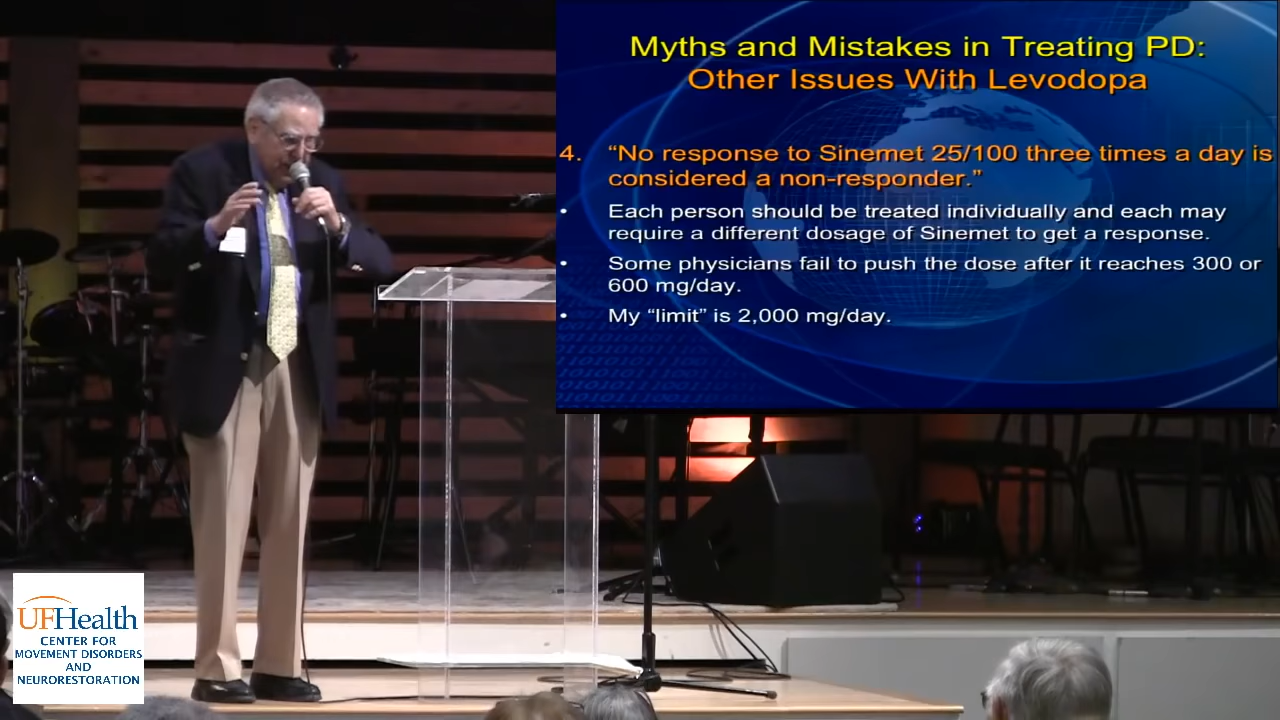 Myths and Mistakes in Treating PD:
Other Issues With Levodopa
4. “No response to Sinemet 25/100 three times a day is
considered a non-responder.”
• Each person should be treated individually and each may
require a different dosage of Sinemet to get a response.
• Some physicians fail to push the dose after it reaches 300 or
600 mg/day.
• My “limit” is 2,000 mg/day.
UFHealth
CENTER FOR
MOVEMENT DISORDERS
AND
NEURORESTORATION